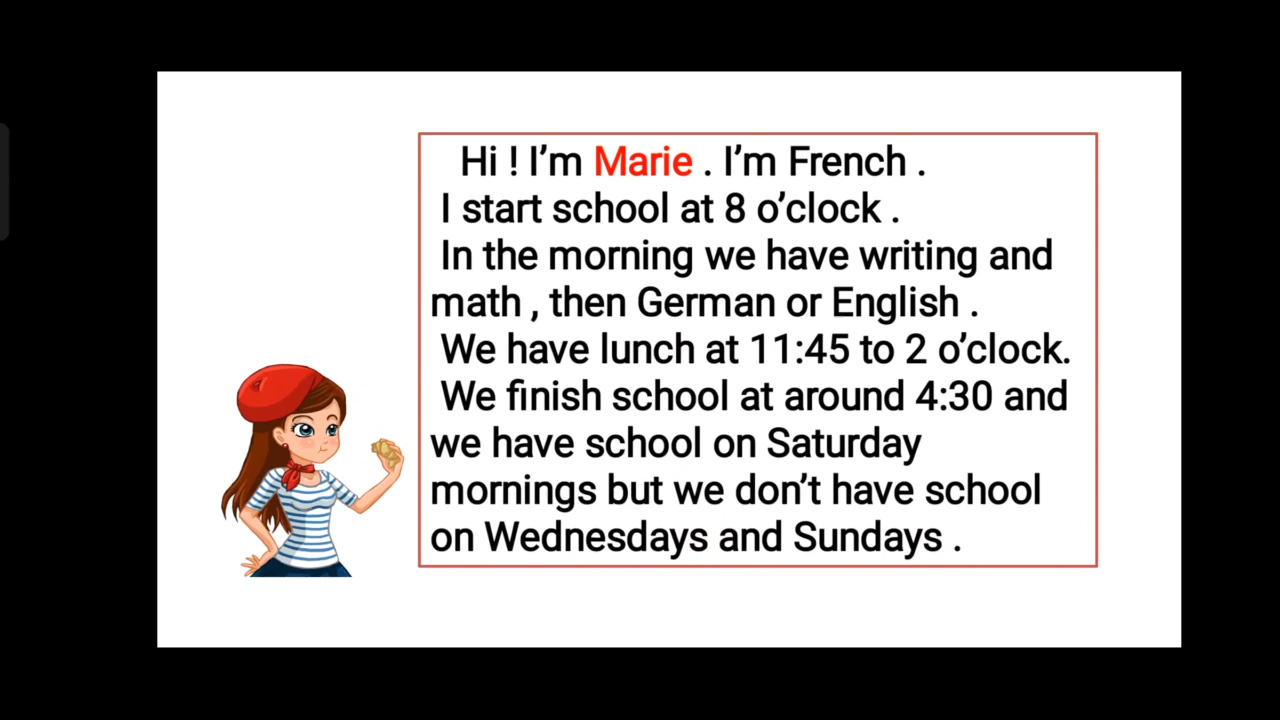 Hi ! I’m Marie . I’m French .
I start school at 8 o’clock .
In the morning we have writing and
math , then German or English .
We have lunch at 11:45 to 2 o’clock.
We finish school at around 4:30 and
we have school on Saturday
mornings but we don’t have school
on Wednesdays and Sundays .